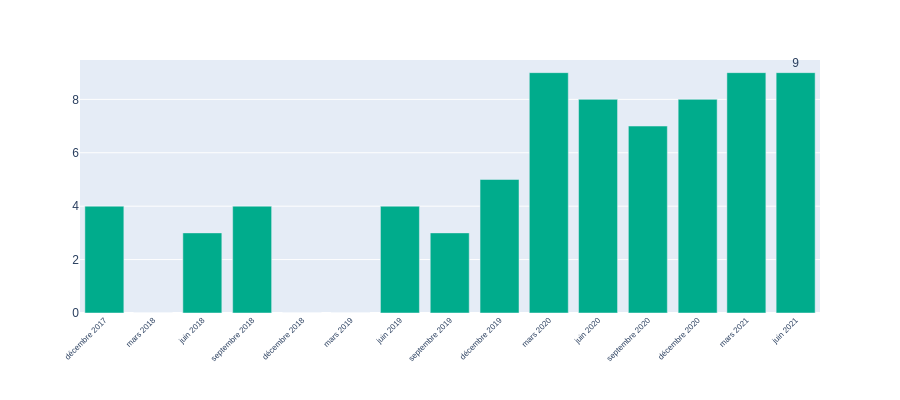 9
8
6
4
2
0
décembre 2017
mars 2018
juin 2018
septembre 2018
décembre 2018
mars 2019
juin 2019
septembre 2019
décembre 2019
mars 2020
juin 2020
septembre 2020
décembre 2020
mars 2021
juin 2021